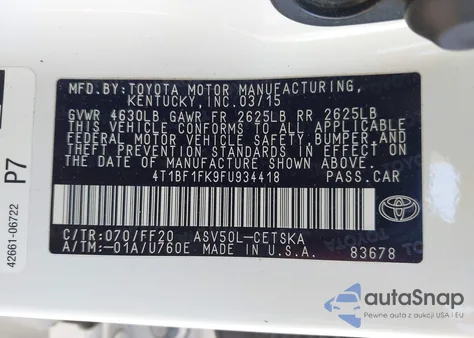 MFD.BY: TOYOTA MOTOR MANUFACTURING,
KENTUCKY, INC. 03/15
GVWR 4630LB GAWR FR 2625LB RR 2625LB
THIS VEHICLE CONFORMS TO ALL APPLICABLE
FEDERAL MOTOR VEHICLE SAFETY, BUMPER, AND
THEFT PREVENTION STANDARDS IN EFFECT ON
THE DATE OF MANUFACTURE SHOWN ABOVE.
4T1BF1FK9FU934418 PASS.CAR
C/TR:070/FF20 ASV50L-CETSKA
A/TM:-01A/U760E MADE IN U.S.A. 83678
TOYOTA
P7
42661-06722
autoSnap
Pewne auta z dostawą z USA i EU